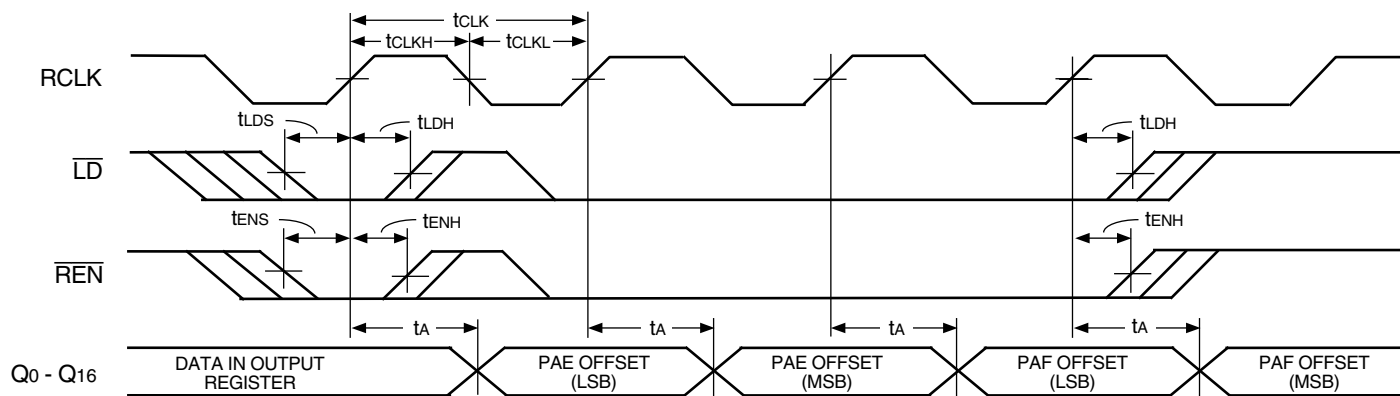 tCLK
tCLKH
tCLKL
RCLK
tLDS
tLDH
tLDH
LD
tENS
tENH
tENH
REN
tA
tA
tA
tA
Q0 - Q16
DATA IN OUTPUT
REGISTER
PAE OFFSET
(LSB)
PAE OFFSET
(MSB)
PAF OFFSET
(LSB)
PAF OFFSET
(MSB)